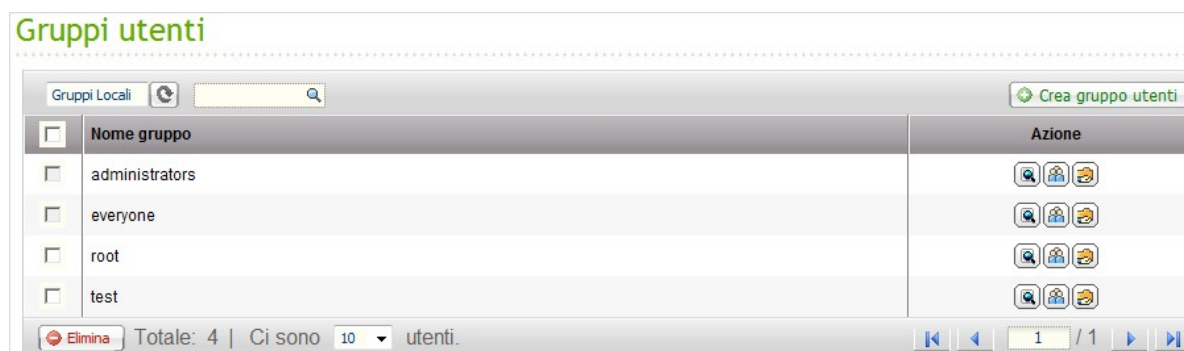 Gruppi utenti
Gruppi Locali
Crea gruppo utenti
Nome gruppo Azione
administrators
everyone
root
test
Elimina Totale: 4 | Ci sono 10 utenti. 1 / 1